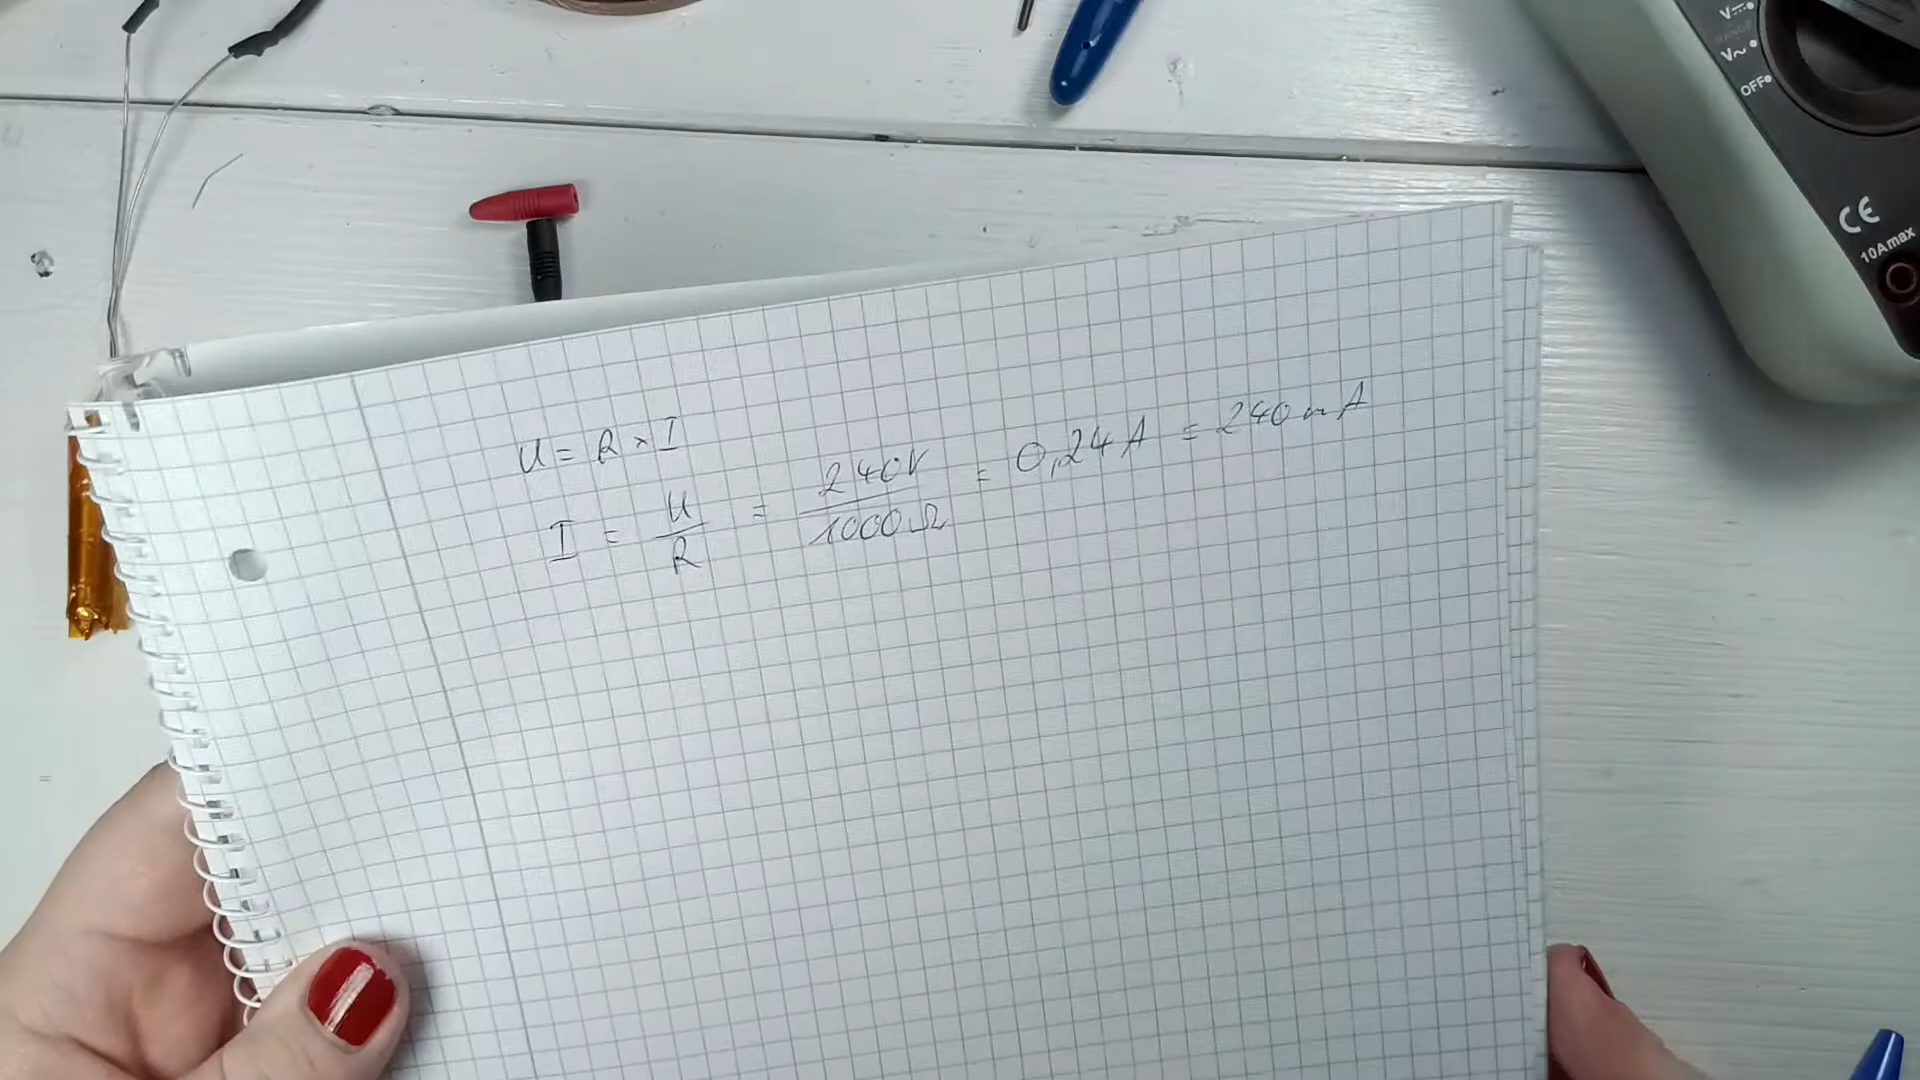 V
V~
OFF
CE
10Amax
U = R × I
I = U/R = 240V/1000Ω = 0,24A = 240mA